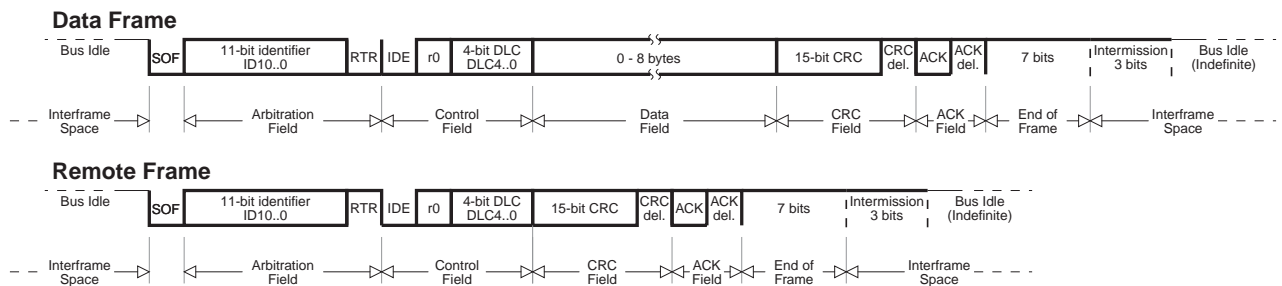 Data Frame
Bus Idle
SOF
11-bit identifier
ID10..0
RTR
IDE
r0
4-bit DLC
DLC4..0
0 - 8 bytes
15-bit CRC
CRC
del.
ACK
ACK
del.
7 bits
Intermission
3 bits
Bus Idle
(Indefinite)
Interframe
Space
Arbitration
Field
Control
Field
Data
Field
CRC
Field
ACK
Field
End of
Frame
Interframe
Space
Remote Frame
Bus Idle
SOF
11-bit identifier
ID10..0
RTR
IDE
r0
4-bit DLC
DLC4..0
15-bit CRC
CRC
del.
ACK
ACK
del.
7 bits
Intermission
3 bits
Bus Idle
(Indefinite)
Interframe
Space
Arbitration
Field
Control
Field
CRC
Field
ACK
Field
End of
Frame
Interframe
Space